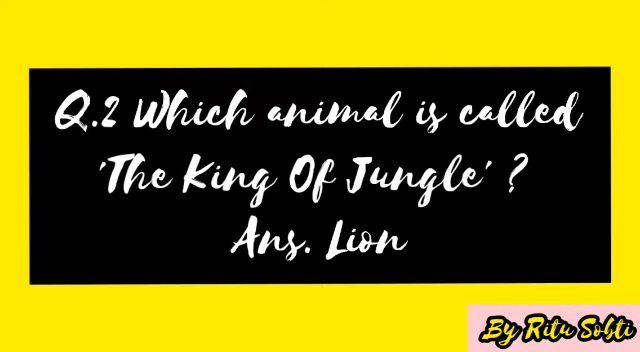 Q.2 Which animal is called
'The King Of Jungle' ?
Ans. Lion
By Ritu Sobti